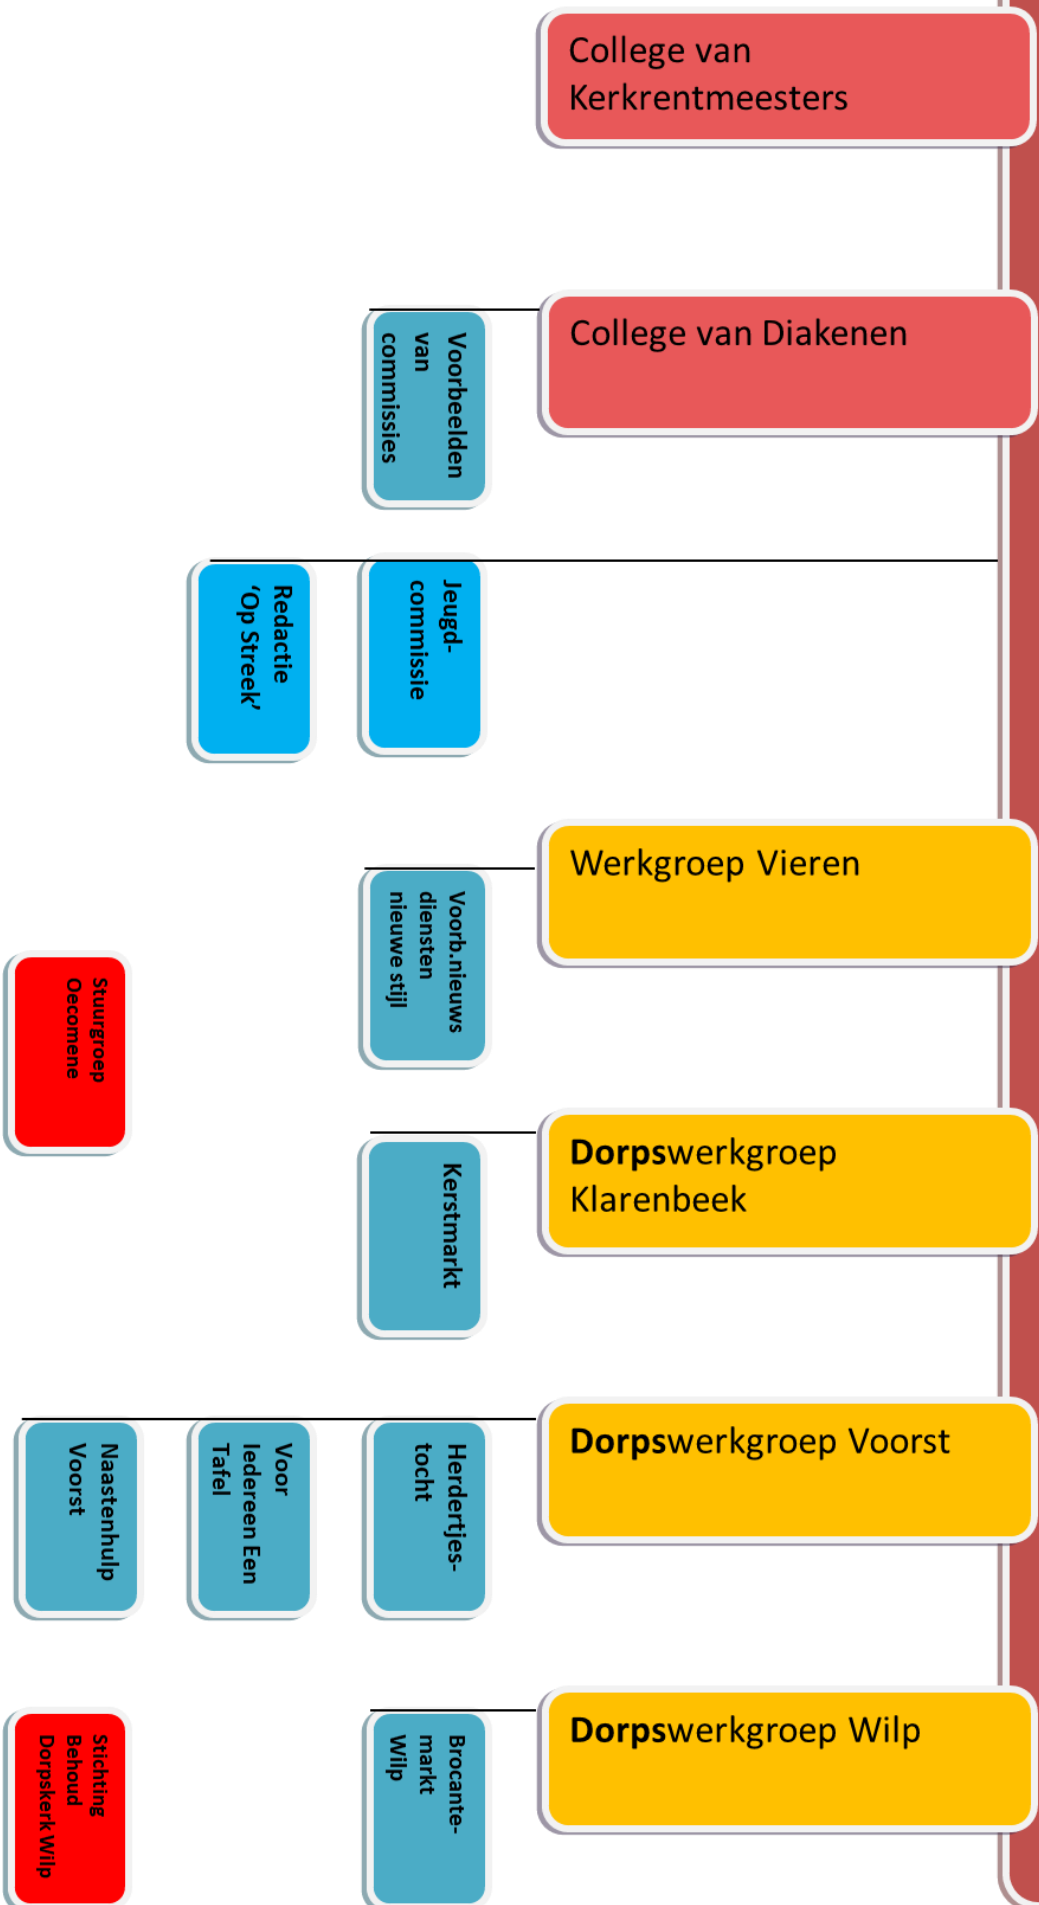 College van
Kerkrentmeesters
College van Diakenen
Voorbeelden
van
commissies
Jeugd-
commissie
Redactie
‘Op Streek’
Werkgroep Vieren
Voorb.nieuws
diensten
nieuwe stijl
Stuurgroep
Oecomene
Dorpswerkgroep
Klarenbeek
Kerstmarkt
Dorpswerkgroep Voorst
Herdertjes-
tocht
Voor
Iedereen Een
Tafel
Naastenhulp
Voorst
Dorpswerkgroep Wilp
Brocante-
markt
Wilp
Stichting
Behoud
Dorpskerk Wilp